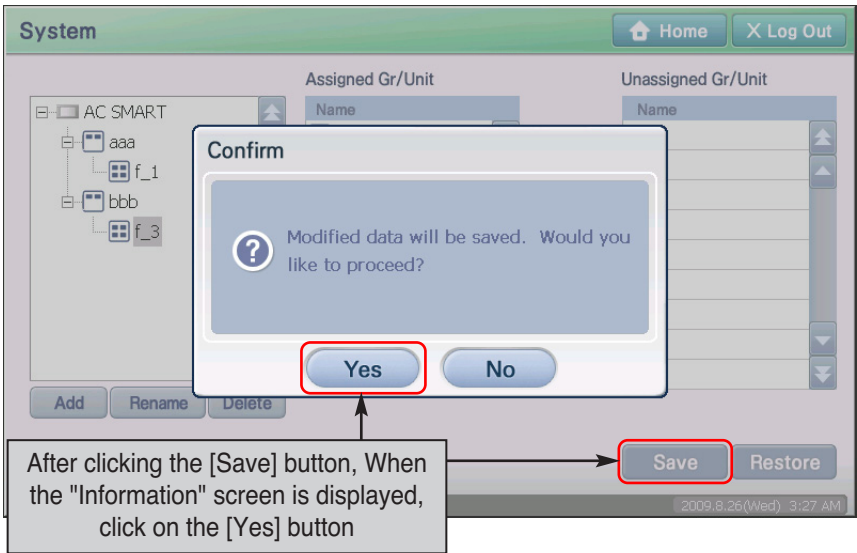 System
Home
X Log Out
Assigned Gr/Unit
Unassigned Gr/Unit
Name
Name
AC SMART
aaa
f_1
bbb
f_3
Confirm
Modified data will be saved. Would you
like to proceed?
Yes
No
Add
Rename
Delete
After clicking the [Save] button, When
the "Information" screen is displayed,
click on the [Yes] button
Save
Restore
2009.8.26(Wed) 3:27 AM